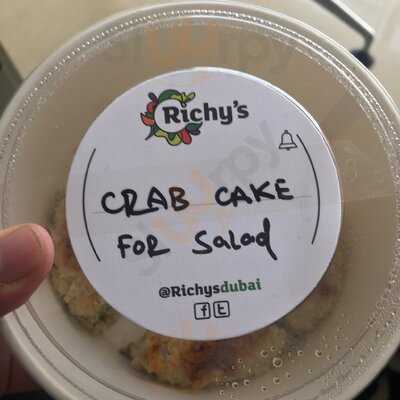 Richy's
CRAB CAKE
FOR Salad
@Richysdubai
f t